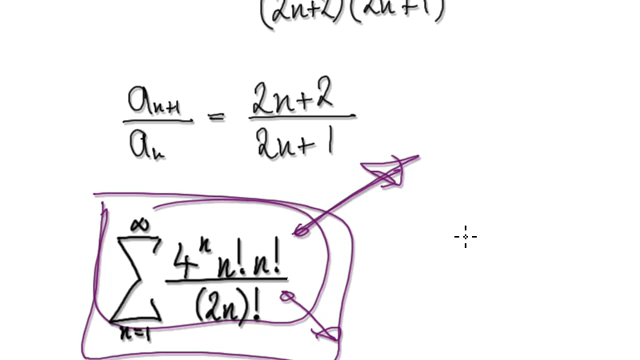 (2n+2)(2n+1)
a_{n+1}/a_n = (2n+2)/(2n+1)
∑_{n=1}^{∞} 4^n n! n!/(2n)!